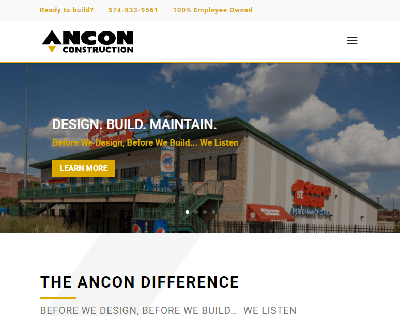 Ready to build? 574-533-9561 100% Employee Owned
ANCON
CONSTRUCTION
DESIGN. BUILD. MAINTAIN.
Before We Design, Before We Build... We Listen
LEARN MORE
THE ANCON DIFFERENCE
BEFORE WE DESIGN, BEFORE WE BUILD... WE LISTEN